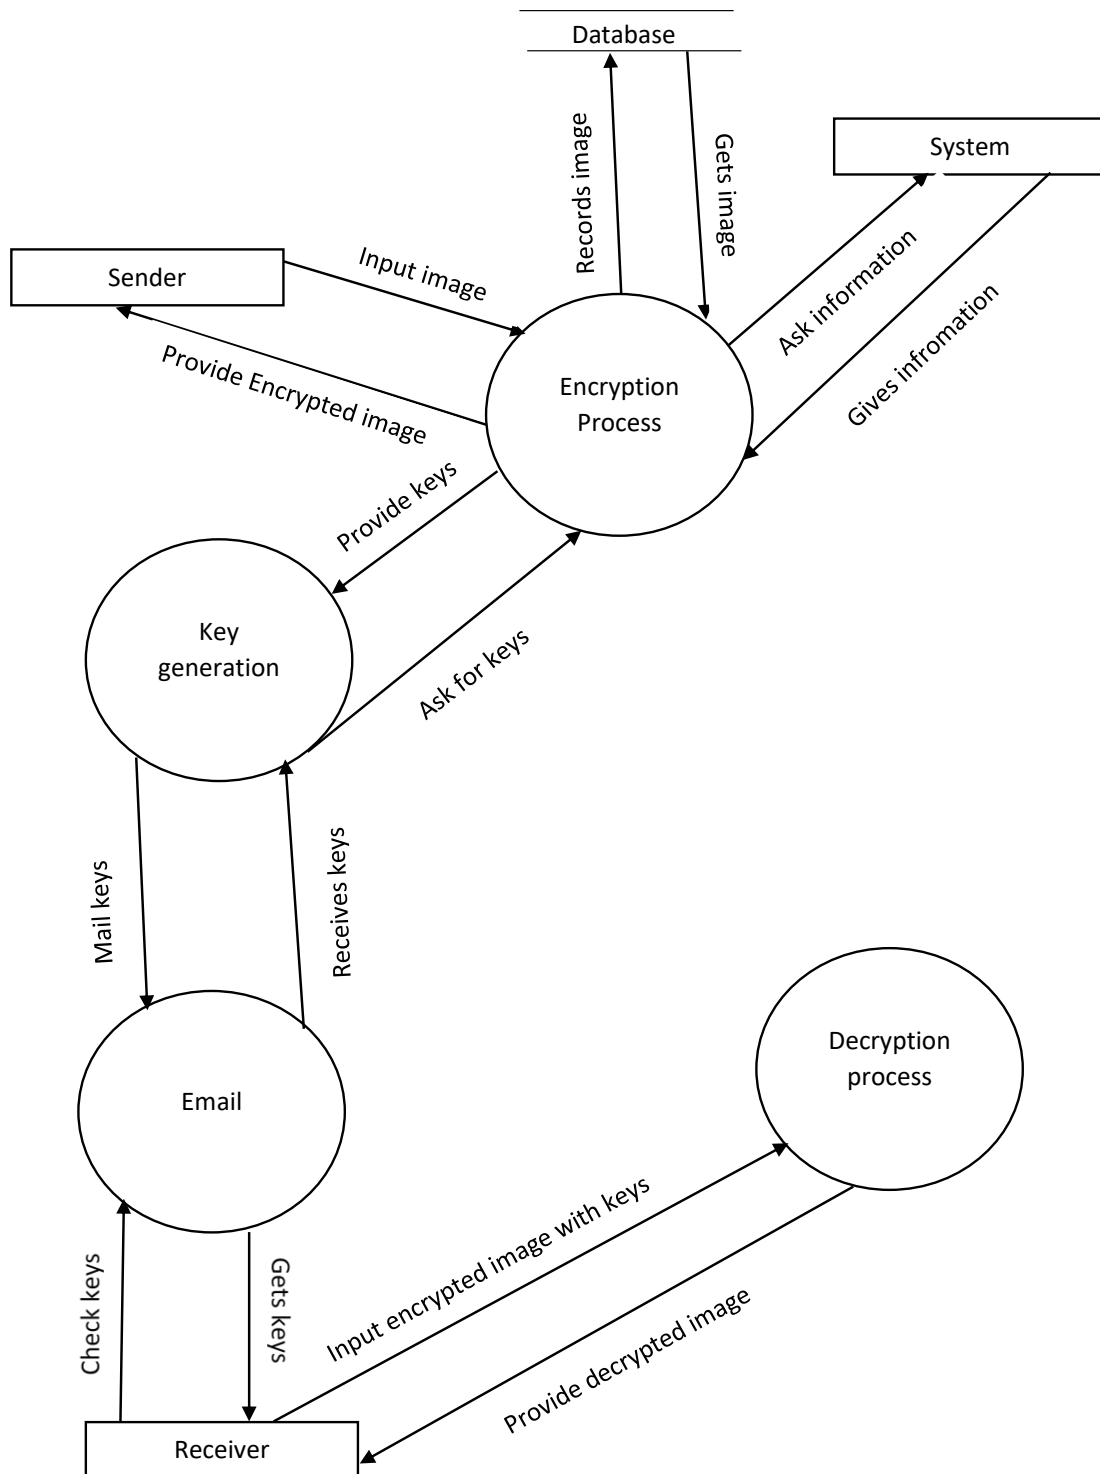 Database
System
Records image
Gets image
Sender
Input image
Ask information
Gives infromation
Provide Encrypted image
Encryption
Process
Provide keys
Key
generation
Ask for keys
Mail keys
Receives keys
Decryption
process
Email
Check keys
Gets keys
Input encrypted image with keys
Provide decrypted image
Receiver